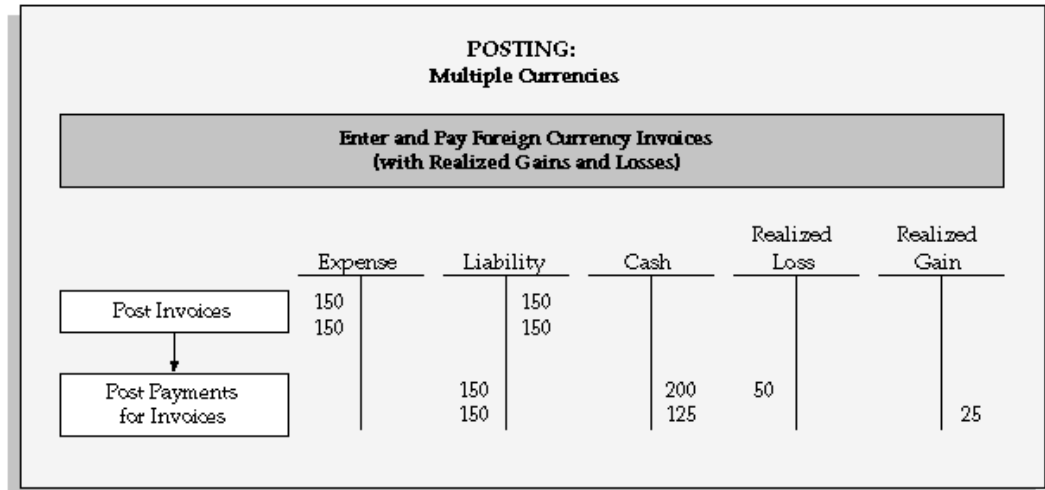 POSTING:
Multiple Currencies
Enter and Pay Foreign Currency Invoices
(with Realized Gains and Losses)
Realized Realized
Expense Liability Cash Loss Gain
Post Invoices 150 150
150 150
Post Payments 150 200 50
for Invoices 150 125 25